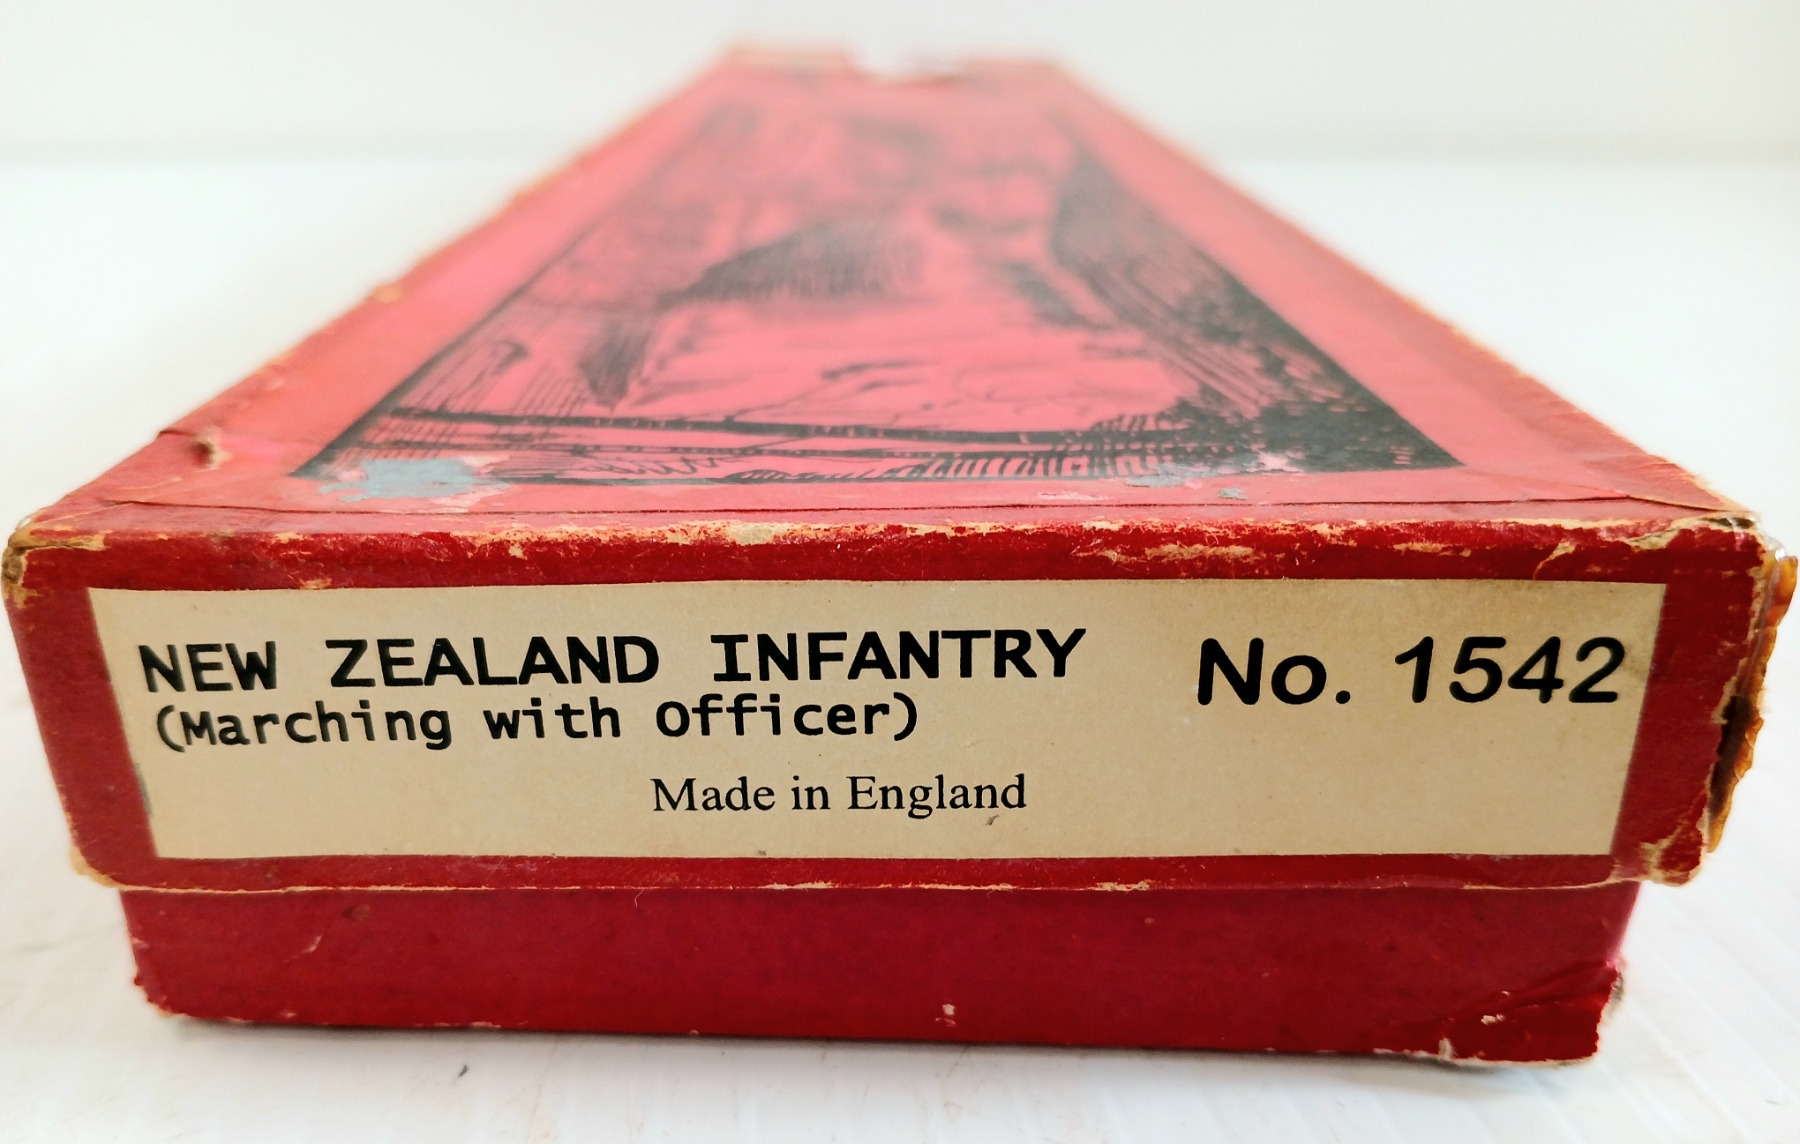 NEW ZEALAND INFANTRY No. 1542
(Marching with Officer)
Made in England